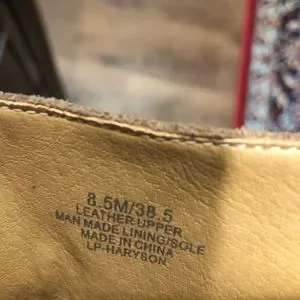 8.5M/38.5
LEATHER UPPER
MAN MADE LINING/SOLE
MADE IN CHINA
LP-HARYSON